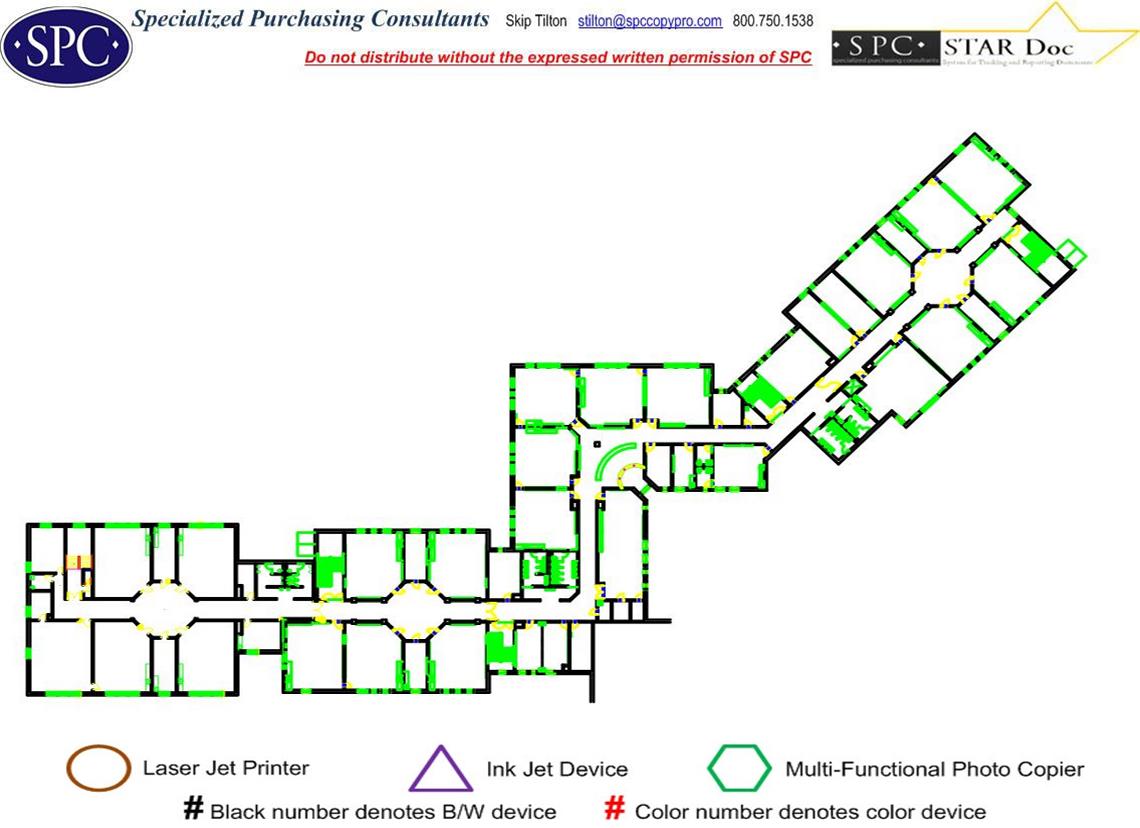 ·SPC·
Specialized Purchasing Consultants Skip Tilton stilton@spccopypro.com 800.750.1538
Do not distribute without the expressed written permission of SPC
·SPC· STAR Doc
specialized purchasing consultants System for Tracking and Reporting Documents
Laser Jet Printer
Ink Jet Device
Multi-Functional Photo Copier
# Black number denotes B/W device
# Color number denotes color device